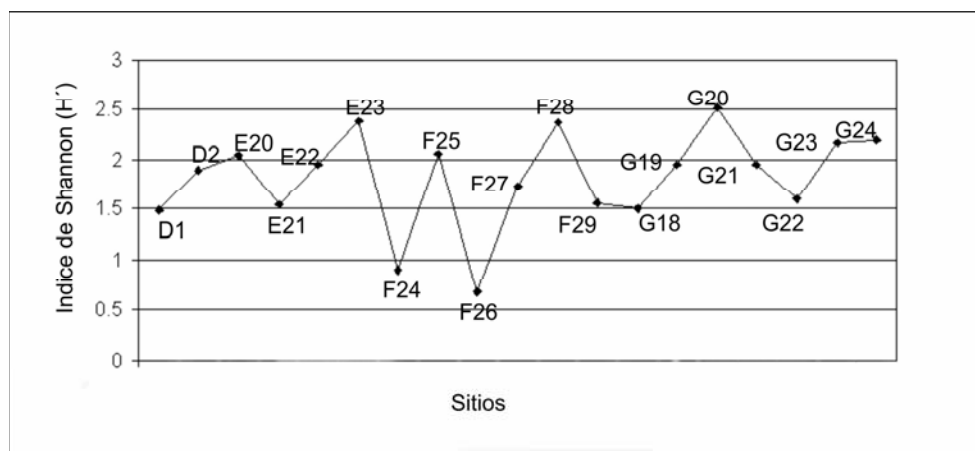 Indice de Shannon (H´)
3
2.5
2
1.5
1
0.5
0
D1
D2
E20
E21
E22
E23
F24
F25
F26
F27
F28
F29
G18
G19
G20
G21
G22
G23
G24
Sitios